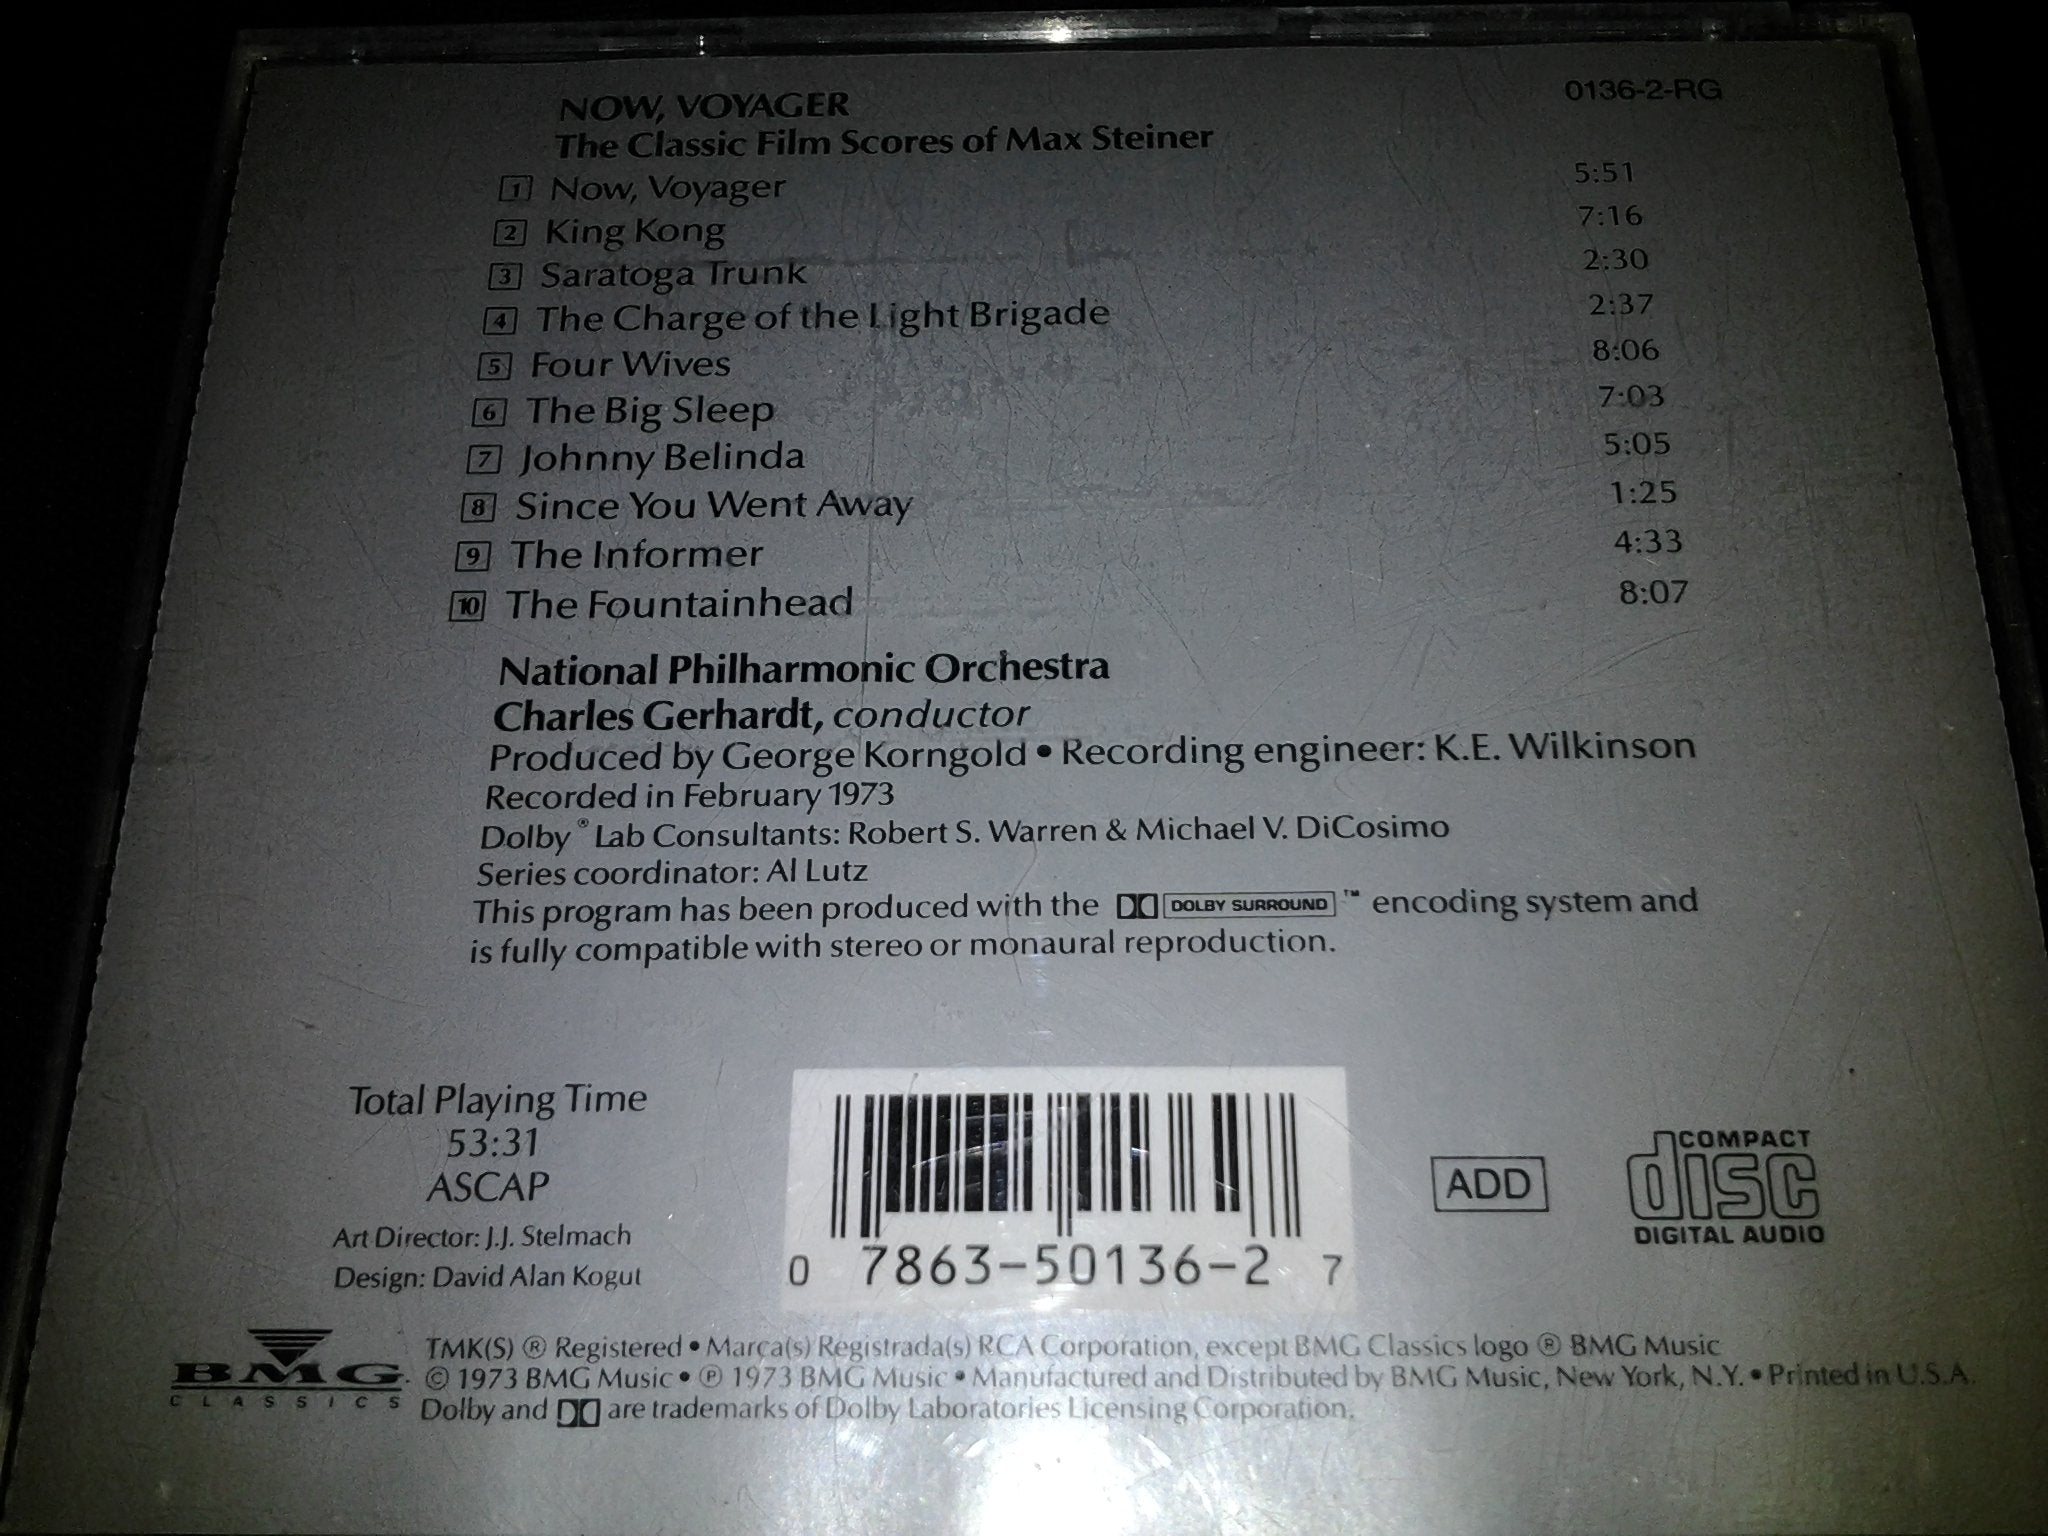 NOW, VOYAGER 0136-2-RG
The Classic Film Scores of Max Steiner
1 Now, Voyager 5:51
2 King Kong 7:16
3 Saratoga Trunk 2:30
4 The Charge of the Light Brigade 2:37
5 Four Wives 8:06
6 The Big Sleep 7:03
7 Johnny Belinda 5:05
8 Since You Went Away 1:25
9 The Informer 4:33
10 The Fountainhead 8:07
National Philharmonic Orchestra
Charles Gerhardt, conductor
Produced by George Korngold • Recording engineer: K.E. Wilkinson
Recorded in February 1973
Dolby® Lab Consultants: Robert S. Warren & Michael V. DiCosimo
Series coordinator: Al Lutz
This program has been produced with the DOLBY SURROUND™ encoding system and
is fully compatible with stereo or monaural reproduction.
Total Playing Time
53:31
ASCAP
Art Director: J.J. Stelmach
Design: David Alan Kogut
0 7863-50136-2 7
ADD
COMPACT
disc
DIGITAL AUDIO
BMG
CLASSICS
TMK(S) ® Registered • Marca(s) Registrada(s) RCA Corporation, except BMG Classics logo ® BMG Music
© 1973 BMG Music • ℗ 1973 BMG Music • Manufactured and Distributed by BMG Music, New York, N.Y. • Printed in U.S.A.
Dolby and are trademarks of Dolby Laboratories Licensing Corporation.